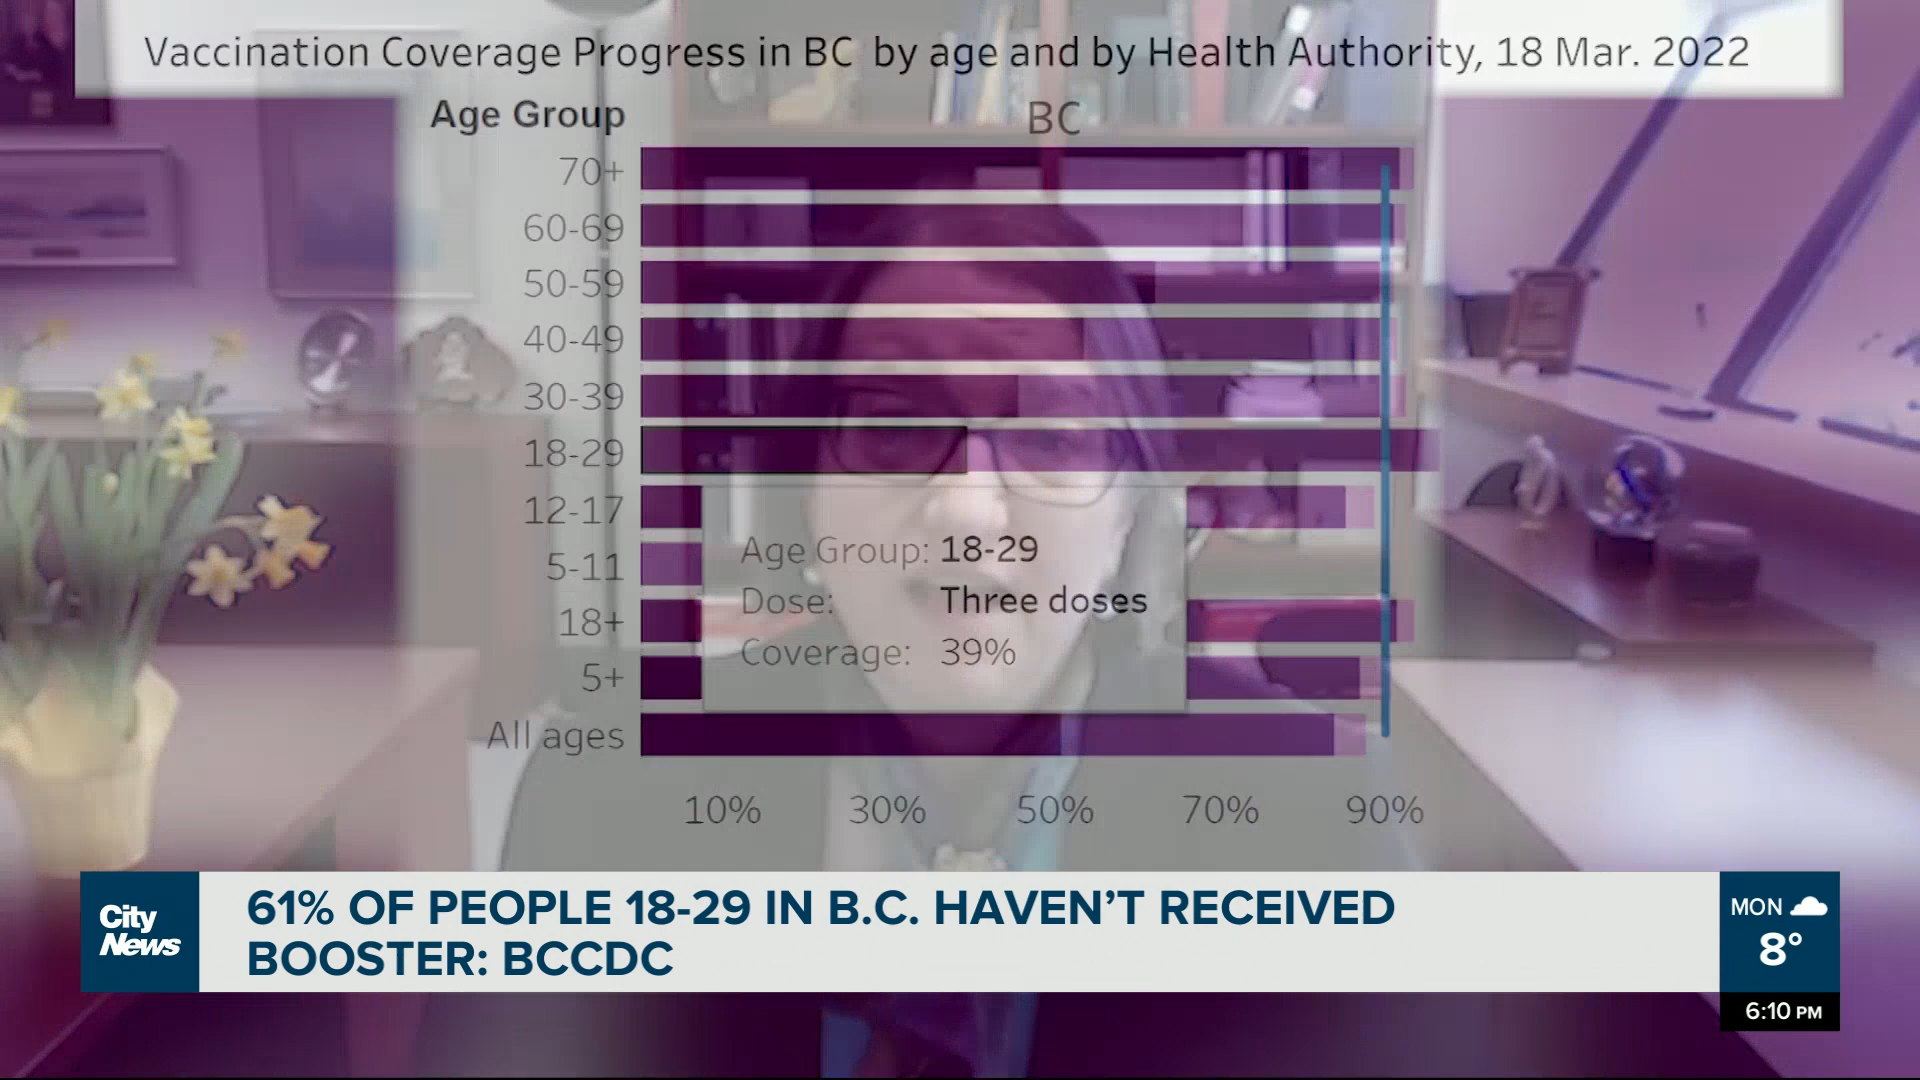 Vaccination Coverage Progress in BC by age and by Health Authority, 18 Mar. 2022
Age Group BC
70+
60-69
50-59
40-49
30-39
18-29
12-17
5-11
18+
5+
All ages
Age Group: 18-29
Dose: Three doses
Coverage: 39%
10% 30% 50% 70% 90%
City
News
61% OF PEOPLE 18-29 IN B.C. HAVEN'T RECEIVED
BOOSTER: BCCDC
MON
8°
6:10 PM